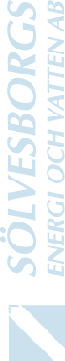 SÖLVESBORGS
ENERGI OCH VATTEN AB